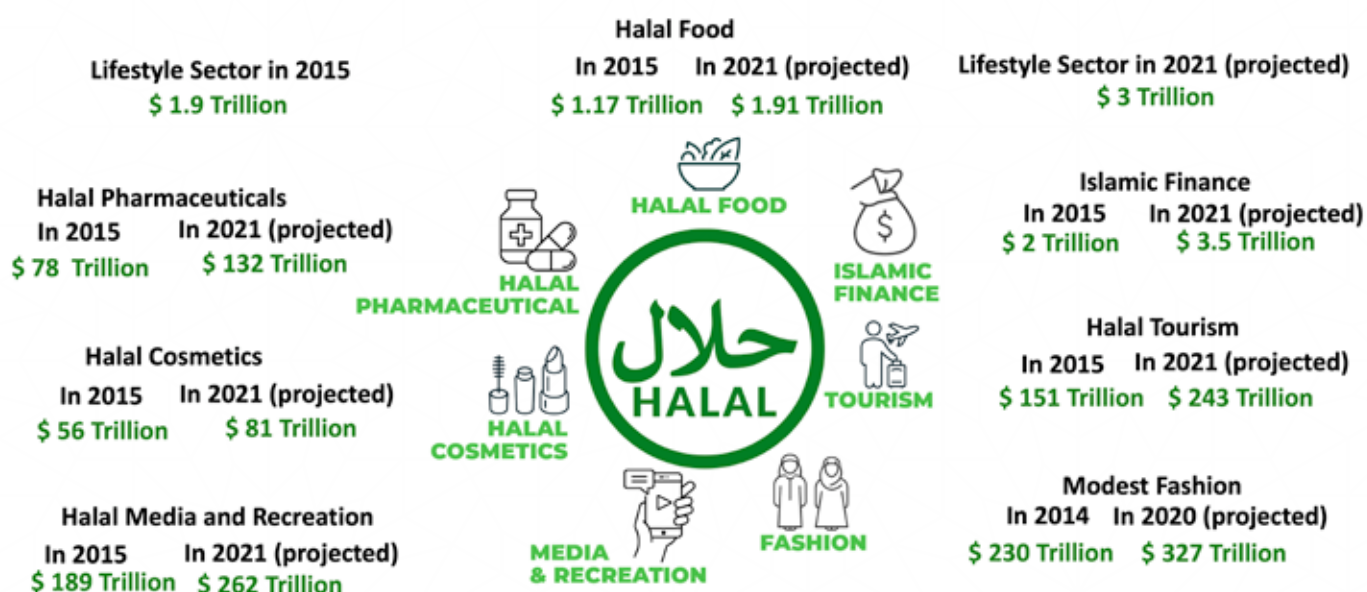 Halal Food
In 2015 In 2021 (projected)
$ 1.17 Trillion $ 1.91 Trillion
Lifestyle Sector in 2015
$ 1.9 Trillion
Lifestyle Sector in 2021 (projected)
$ 3 Trillion
Halal Pharmaceuticals
In 2015 In 2021 (projected)
$ 78 Trillion $ 132 Trillion
Halal Cosmetics
In 2015 In 2021 (projected)
$ 56 Trillion $ 81 Trillion
Halal Media and Recreation
In 2015 In 2021 (projected)
$ 189 Trillion $ 262 Trillion
HALAL FOOD
HALAL
PHARMACEUTICAL
HALAL
COSMETICS
MEDIA
& RECREATION
FASHION
TOURISM
ISLAMIC
FINANCE
$
حلال
HALAL
Islamic Finance
In 2015 In 2021 (projected)
$ 2 Trillion $ 3.5 Trillion
Halal Tourism
In 2015 In 2021 (projected)
$ 151 Trillion $ 243 Trillion
Modest Fashion
In 2014 In 2020 (projected)
$ 230 Trillion $ 327 Trillion